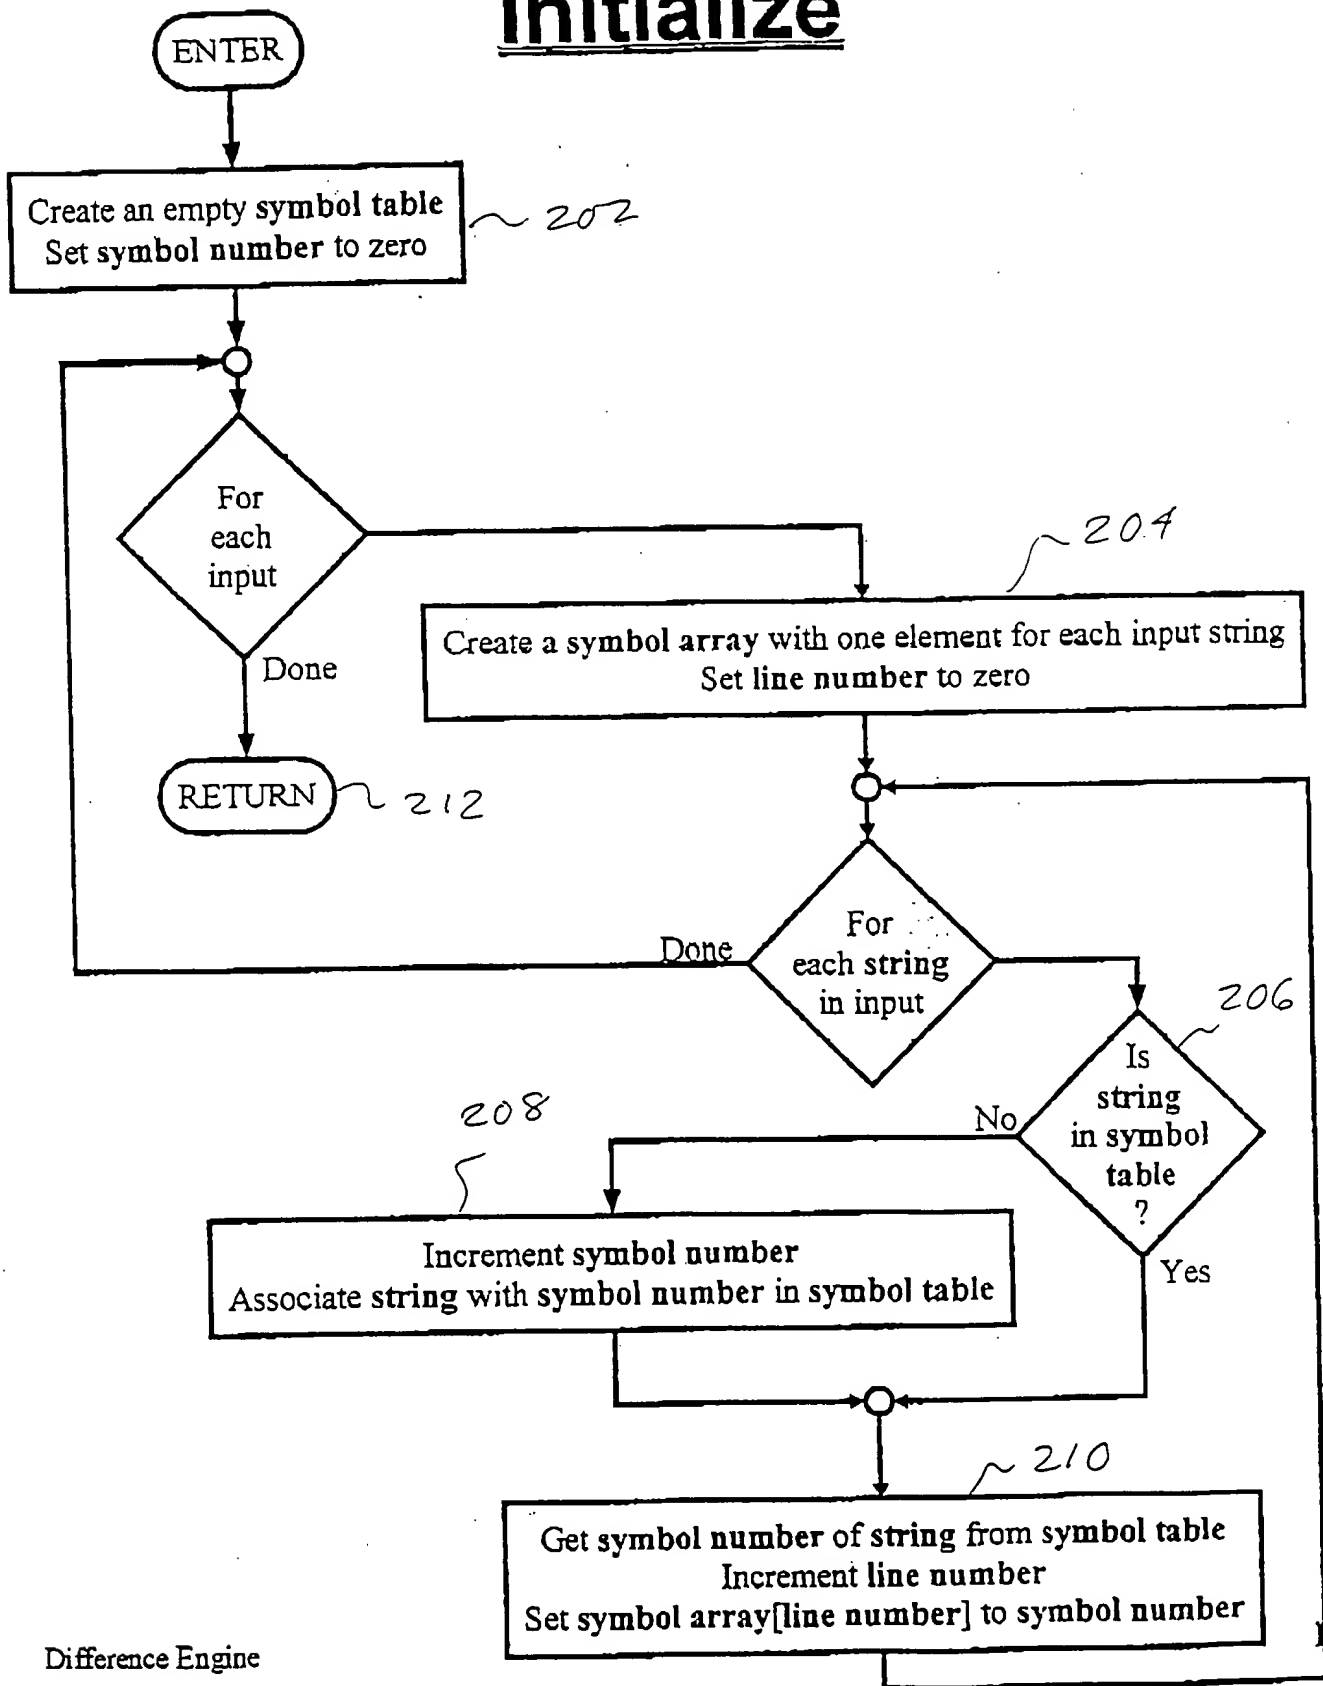 Initialize
ENTER
Create an empty symbol table
Set symbol number to zero
202
For
each
input
204
Create a symbol array with one element for each input string
Set line number to zero
Done
RETURN
212
For
each string
in input
Done
206
Is
string
in symbol
table
?
No
Yes
208
Increment symbol number
Associate string with symbol number in symbol table
210
Get symbol number of string from symbol table
Increment line number
Set symbol array[line number] to symbol number
Difference Engine